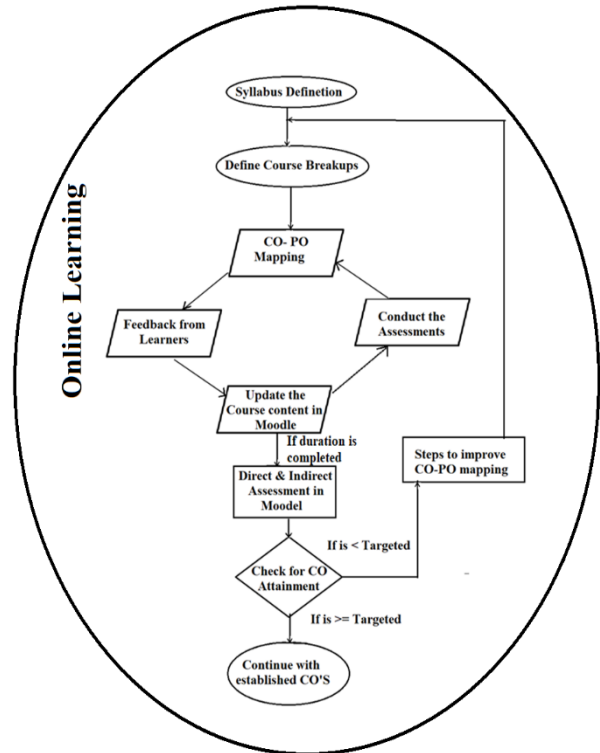 Online Learning
Syllabus Definetion
Define Course Breakups
CO- PO
Mapping
Feedback from
Learners
Conduct the
Assessments
Update the
Course content in
Moodle
If duration is
completed
Steps to improve
CO-PO mapping
Direct & Indirect
Assessment in
Moodel
If is < Targeted
Check for CO
Attainment
If is >= Targeted
Continue with
established CO'S